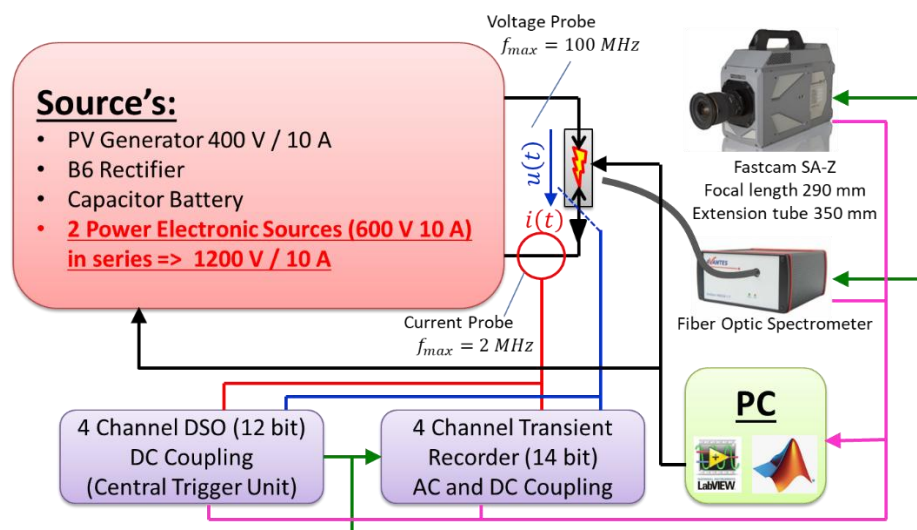 Voltage Probe
f_max = 100 MHz
Source's:
• PV Generator 400 V / 10 A
• B6 Rectifier
• Capacitor Battery
• 2 Power Electronic Sources (600 V 10 A)
in series => 1200 V / 10 A
u(t)
i(t)
Fastcam SA-Z
Focal length 290 mm
Extension tube 350 mm
Fiber Optic Spectrometer
Current Probe
f_max = 2 MHz
4 Channel DSO (12 bit)
DC Coupling
(Central Trigger Unit)
4 Channel Transient
Recorder (14 bit)
AC and DC Coupling
PC
LabVIEW